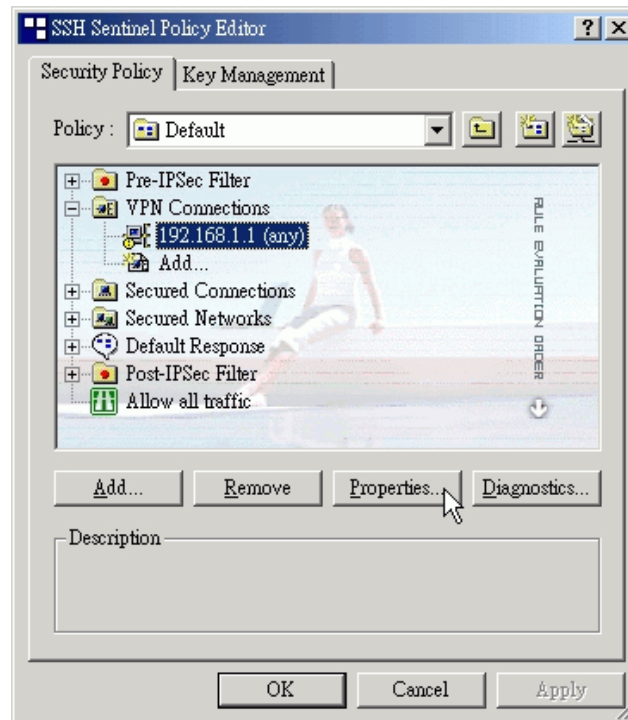 SSH Sentinel Policy Editor
Security Policy
Key Management
Policy :
Default
Pre-IPSec Filter
VPN Connections
192.168.1.1 (any)
Add...
Secured Connections
Secured Networks
Default Response
Post-IPSec Filter
Allow all traffic
RULE EVALUATION ORDER
Add...
Remove
Properties...
Diagnostics...
Description
OK
Cancel
Apply